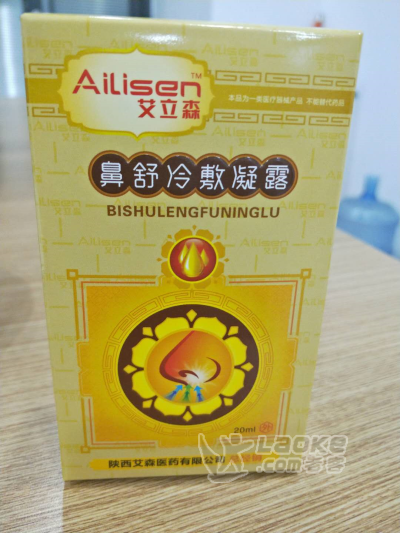 Ailisen™
艾立森
本品为一类医疗器械产品 不能替代药品
鼻舒冷敷凝露
BISHULENGFUNINGLU
20ml
陕西艾森医药有限公司
Laoke
.com